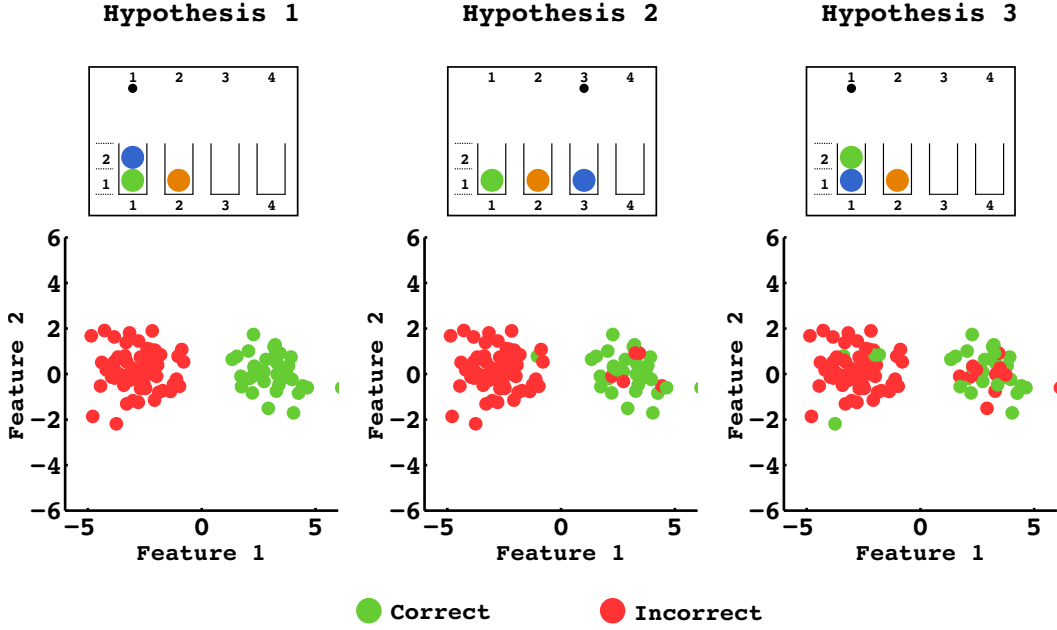 Hypothesis 1
Hypothesis 2
Hypothesis 3
1 2 3 4
1 2 3 4
1 2 3 4
2
2
2
1
1
1
1 2 3 4
1 2 3 4
1 2 3 4
6
4
2
0
−2
−4
−6
Feature 2
−5 0 5
Feature 1
6
4
2
0
−2
−4
−6
Feature 2
−5 0 5
Feature 1
6
4
2
0
−2
−4
−6
Feature 2
−5 0 5
Feature 1
Correct
Incorrect